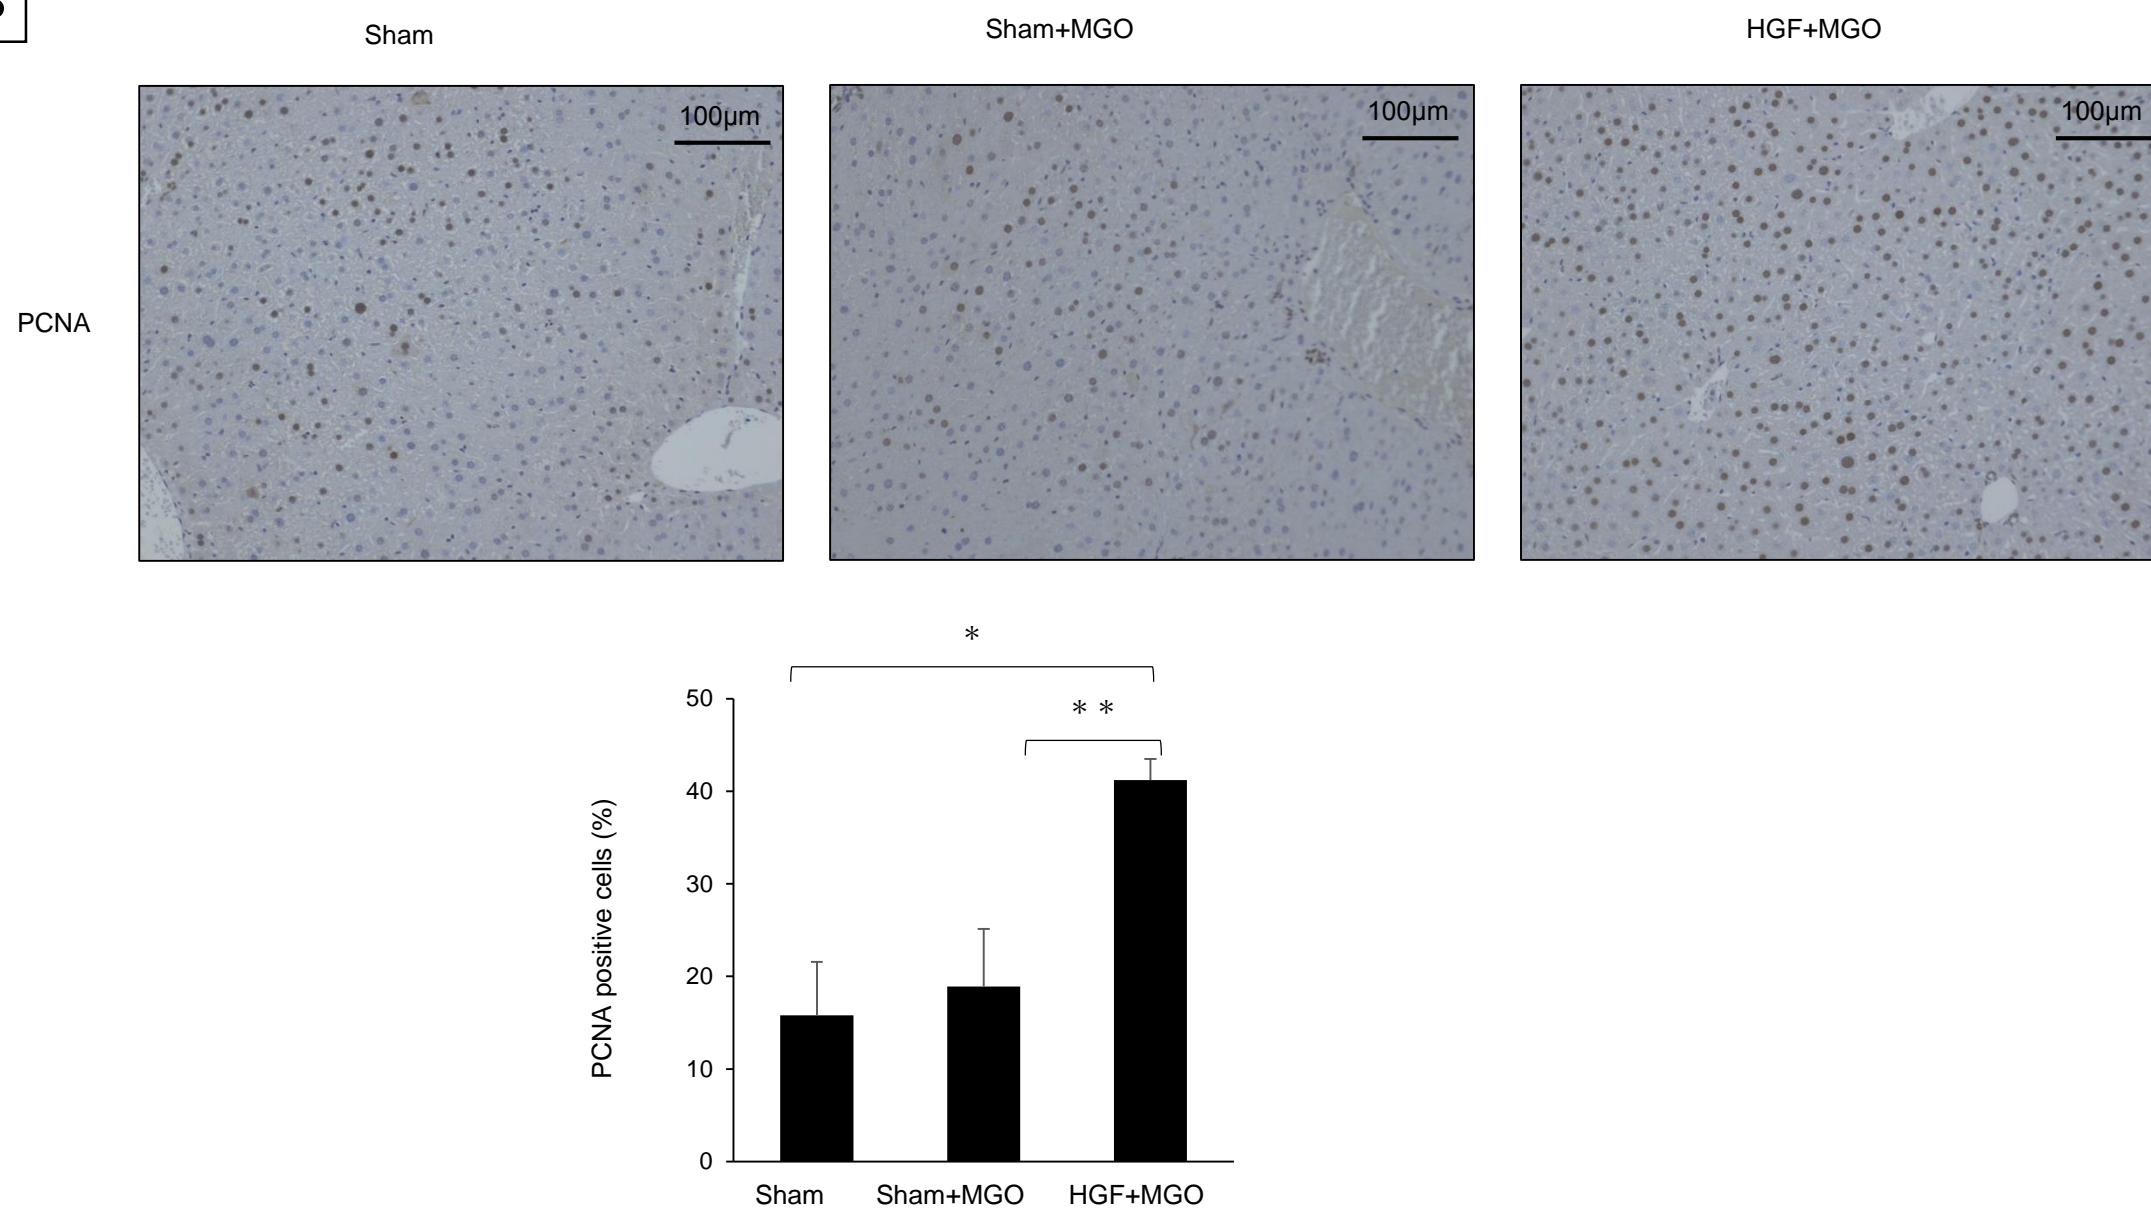 Sham
Sham+MGO
HGF+MGO
100μm
100μm
100μm
PCNA
*
50
**
40
30
20
10
0
PCNA positive cells (%)
Sham
Sham+MGO
HGF+MGO